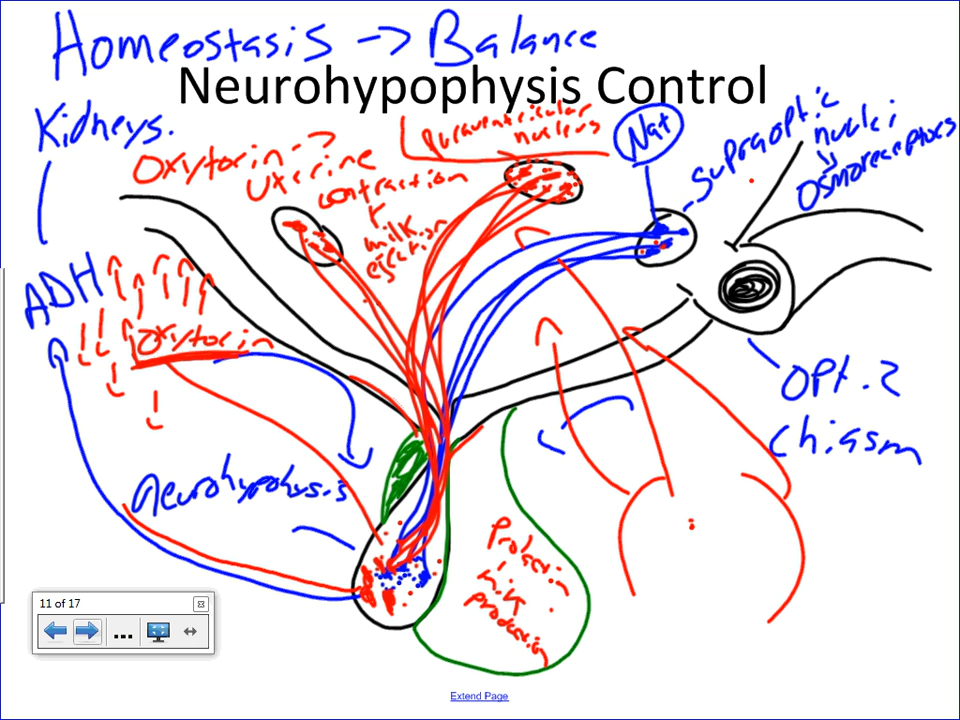 Homeostasis -> Balance
Neurohypophysis Control
Kidneys.
Oxytocin ->
uterine
contraction
+
milk
ejection
Paraventricular
nucleus
Na+
supraoptic
nuclei
Osmoreceptors
ADH
Oxytocin
Opt.2
Chiasm
Neurohypophysis
Prolactin
milk
production
11 of 17
...
Extend Page